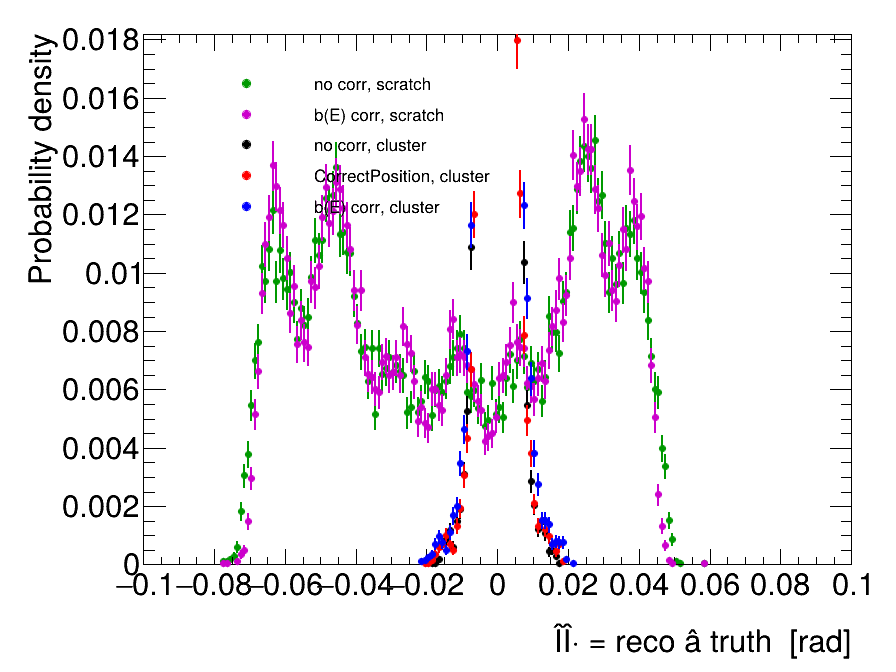 Probability density
0.018
0.016
0.014
0.012
0.01
0.008
0.006
0.004
0.002
0
no corr, scratch
b(E) corr, scratch
no corr, cluster
CorrectPosition, cluster
b(E) corr, cluster
−0.1 −0.08 −0.06 −0.04 −0.02 0 0.02 0.04 0.06 0.08 0.1
ÎÎ· = reco â truth [rad]